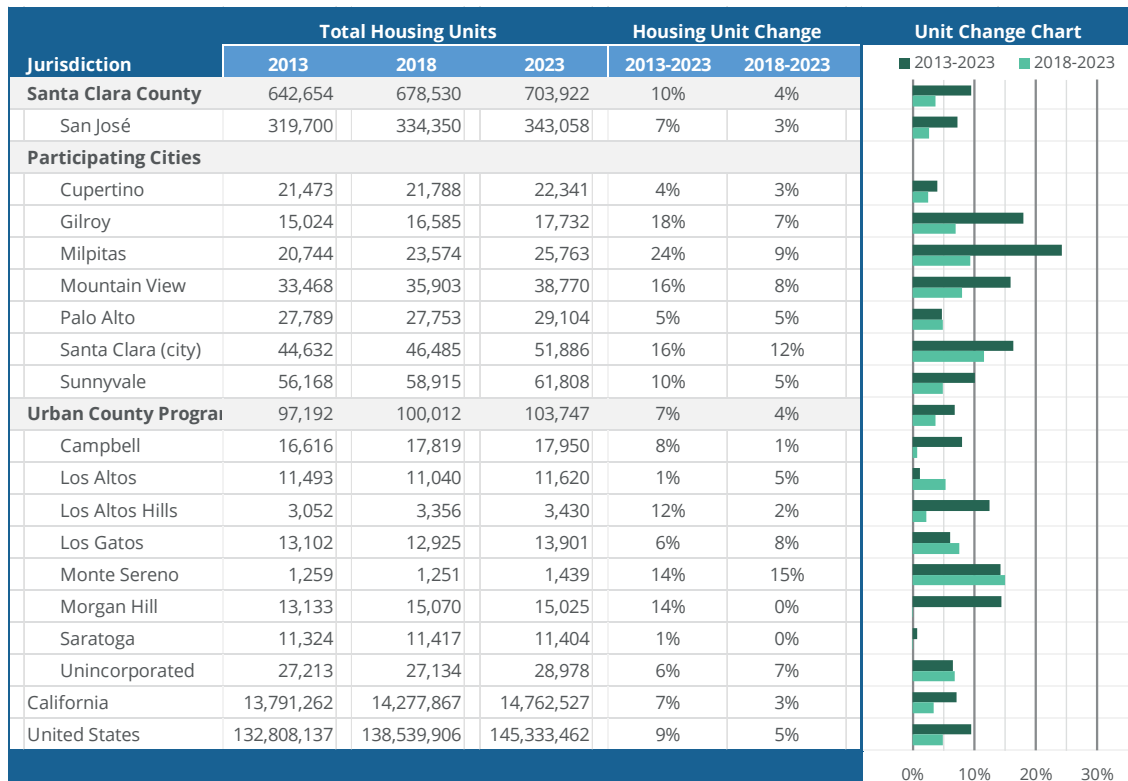 Total Housing Units Housing Unit Change Unit Change Chart
Jurisdiction 2013 2018 2023 2013-2023 2018-2023 2013-2023 2018-2023
Santa Clara County 642,654 678,530 703,922 10% 4%
San José 319,700 334,350 343,058 7% 3%
Participating Cities
Cupertino 21,473 21,788 22,341 4% 3%
Gilroy 15,024 16,585 17,732 18% 7%
Milpitas 20,744 23,574 25,763 24% 9%
Mountain View 33,468 35,903 38,770 16% 8%
Palo Alto 27,789 27,753 29,104 5% 5%
Santa Clara (city) 44,632 46,485 51,886 16% 12%
Sunnyvale 56,168 58,915 61,808 10% 5%
Urban County Progra 97,192 100,012 103,747 7% 4%
Campbell 16,616 17,819 17,950 8% 1%
Los Altos 11,493 11,040 11,620 1% 5%
Los Altos Hills 3,052 3,356 3,430 12% 2%
Los Gatos 13,102 12,925 13,901 6% 8%
Monte Sereno 1,259 1,251 1,439 14% 15%
Morgan Hill 13,133 15,070 15,025 14% 0%
Saratoga 11,324 11,417 11,404 1% 0%
Unincorporated 27,213 27,134 28,978 6% 7%
California 13,791,262 14,277,867 14,762,527 7% 3%
United States 132,808,137 138,539,906 145,333,462 9% 5%
0% 10% 20% 30%